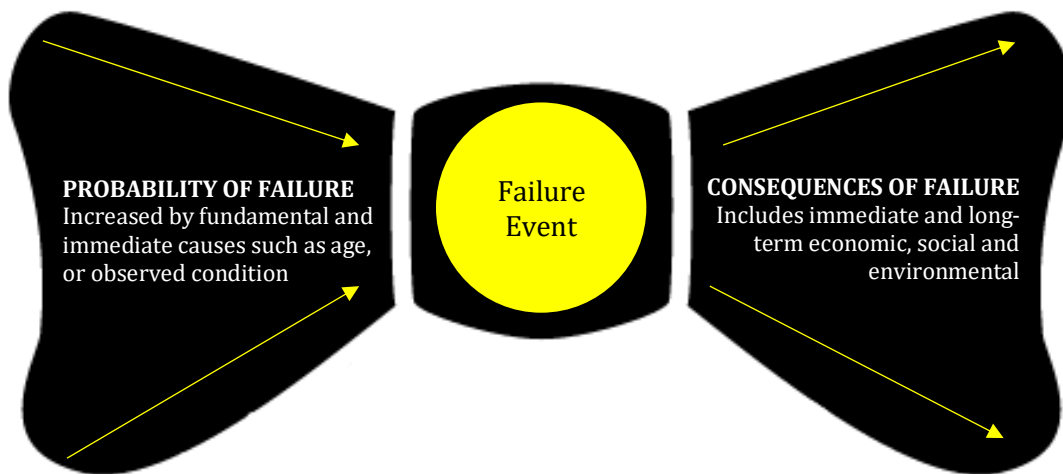 PROBABILITY OF FAILURE
Increased by fundamental and
immediate causes such as age,
or observed condition
Failure
Event
CONSEQUENCES OF FAILURE
Includes immediate and long-
term economic, social and
environmental